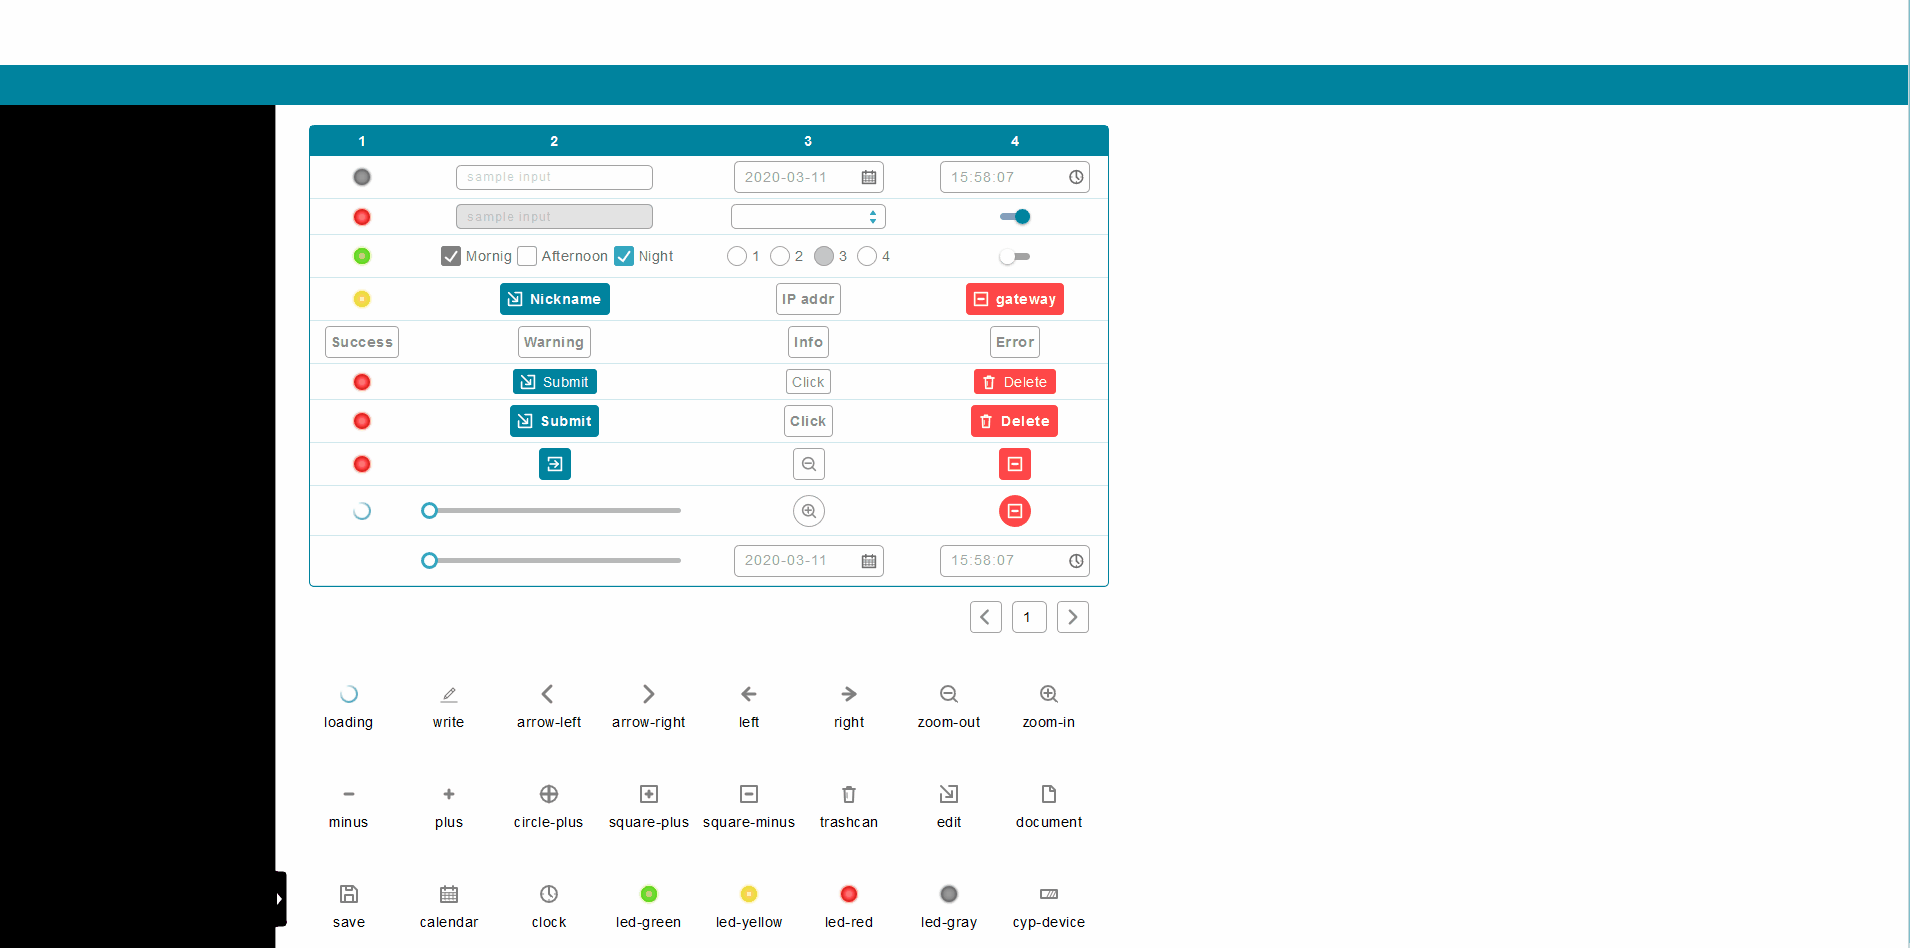 1 2 3 4
sample input 2020-03-11 15:58:07
sample input
Mornig Afternoon Night 1 2 3 4
Nickname IP addr gateway
Success Warning Info Error
Submit Click Delete
Submit Click Delete
2020-03-11 15:58:07
1
loading write arrow-left arrow-right left right zoom-out zoom-in
minus plus circle-plus square-plus square-minus trashcan edit document
save calendar clock led-green led-yellow led-red led-gray cyp-device